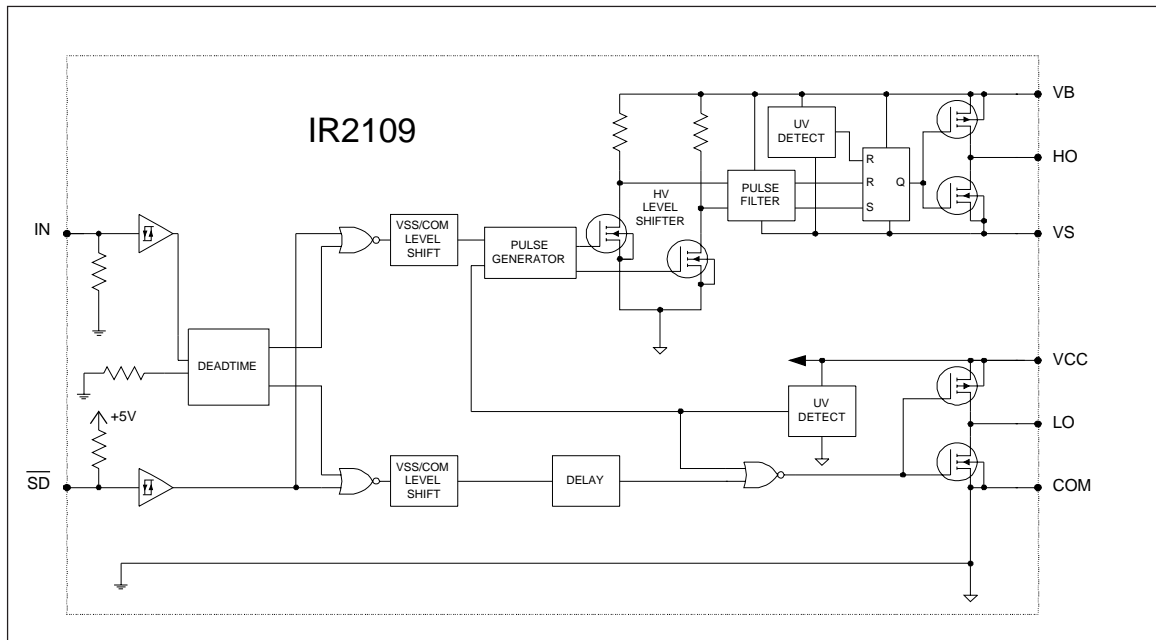 IR2109
VB
UV
DETECT
R
R
S
Q
HO
PULSE
FILTER
HV
LEVEL
SHIFTER
IN
VSS/COM
LEVEL
SHIFT
PULSE
GENERATOR
VS
DEADTIME
VCC
+5V
UV
DETECT
LO
SD
VSS/COM
LEVEL
SHIFT
DELAY
COM